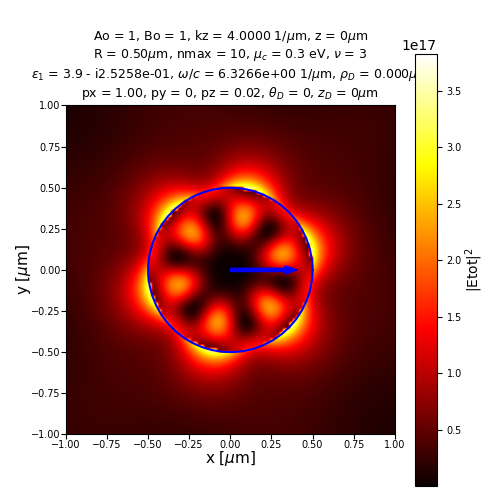 Ao = 1, Bo = 1, kz = 4.0000 1/μm, z = 0μm
R = 0.50μm, nmax = 10, μc = 0.3 eV, ν = 3
ε1 = 3.9 - i2.5258e-01, ω/c = 6.3266e+00 1/μm, ρD = 0.000μ
px = 1.00, py = 0, pz = 0.02, θD = 0, zD = 0μm
1e17
1.00
0.75
0.50
0.25
0.00
−0.25
−0.50
−0.75
−1.00
y [μm]
−1.00 −0.75 −0.50 −0.25 0.00 0.25 0.50 0.75 1.00
x [μm]
3.5
3.0
2.5
2.0
1.5
1.0
0.5
|Etot|²